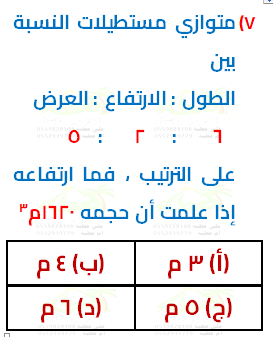 ٧) متوازي مستطيلات النسبة
بين
الطول : الارتفاع : العرض
٦ : ٢ : ٥
على الترتيب ، فما ارتفاعه
إذا علمت أن حجمه ١٦٢٠م٣
(أ) ٣ م (ب) ٤ م
(ج) ٥ م (د) ٦ م